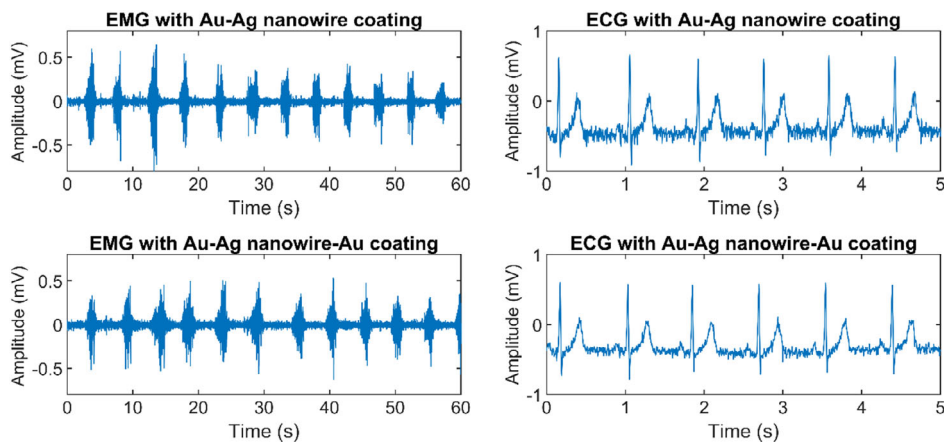 EMG with Au-Ag nanowire coating
Amplitude (mV)
0.5
0
-0.5
0 10 20 30 40 50 60
Time (s)
ECG with Au-Ag nanowire coating
Amplitude (mV)
1
0
-1
0 1 2 3 4 5
Time (s)
EMG with Au-Ag nanowire-Au coating
Amplitude (mV)
0.5
0
-0.5
0 10 20 30 40 50 60
Time (s)
ECG with Au-Ag nanowire-Au coating
Amplitude (mV)
1
0
-1
0 1 2 3 4 5
Time (s)